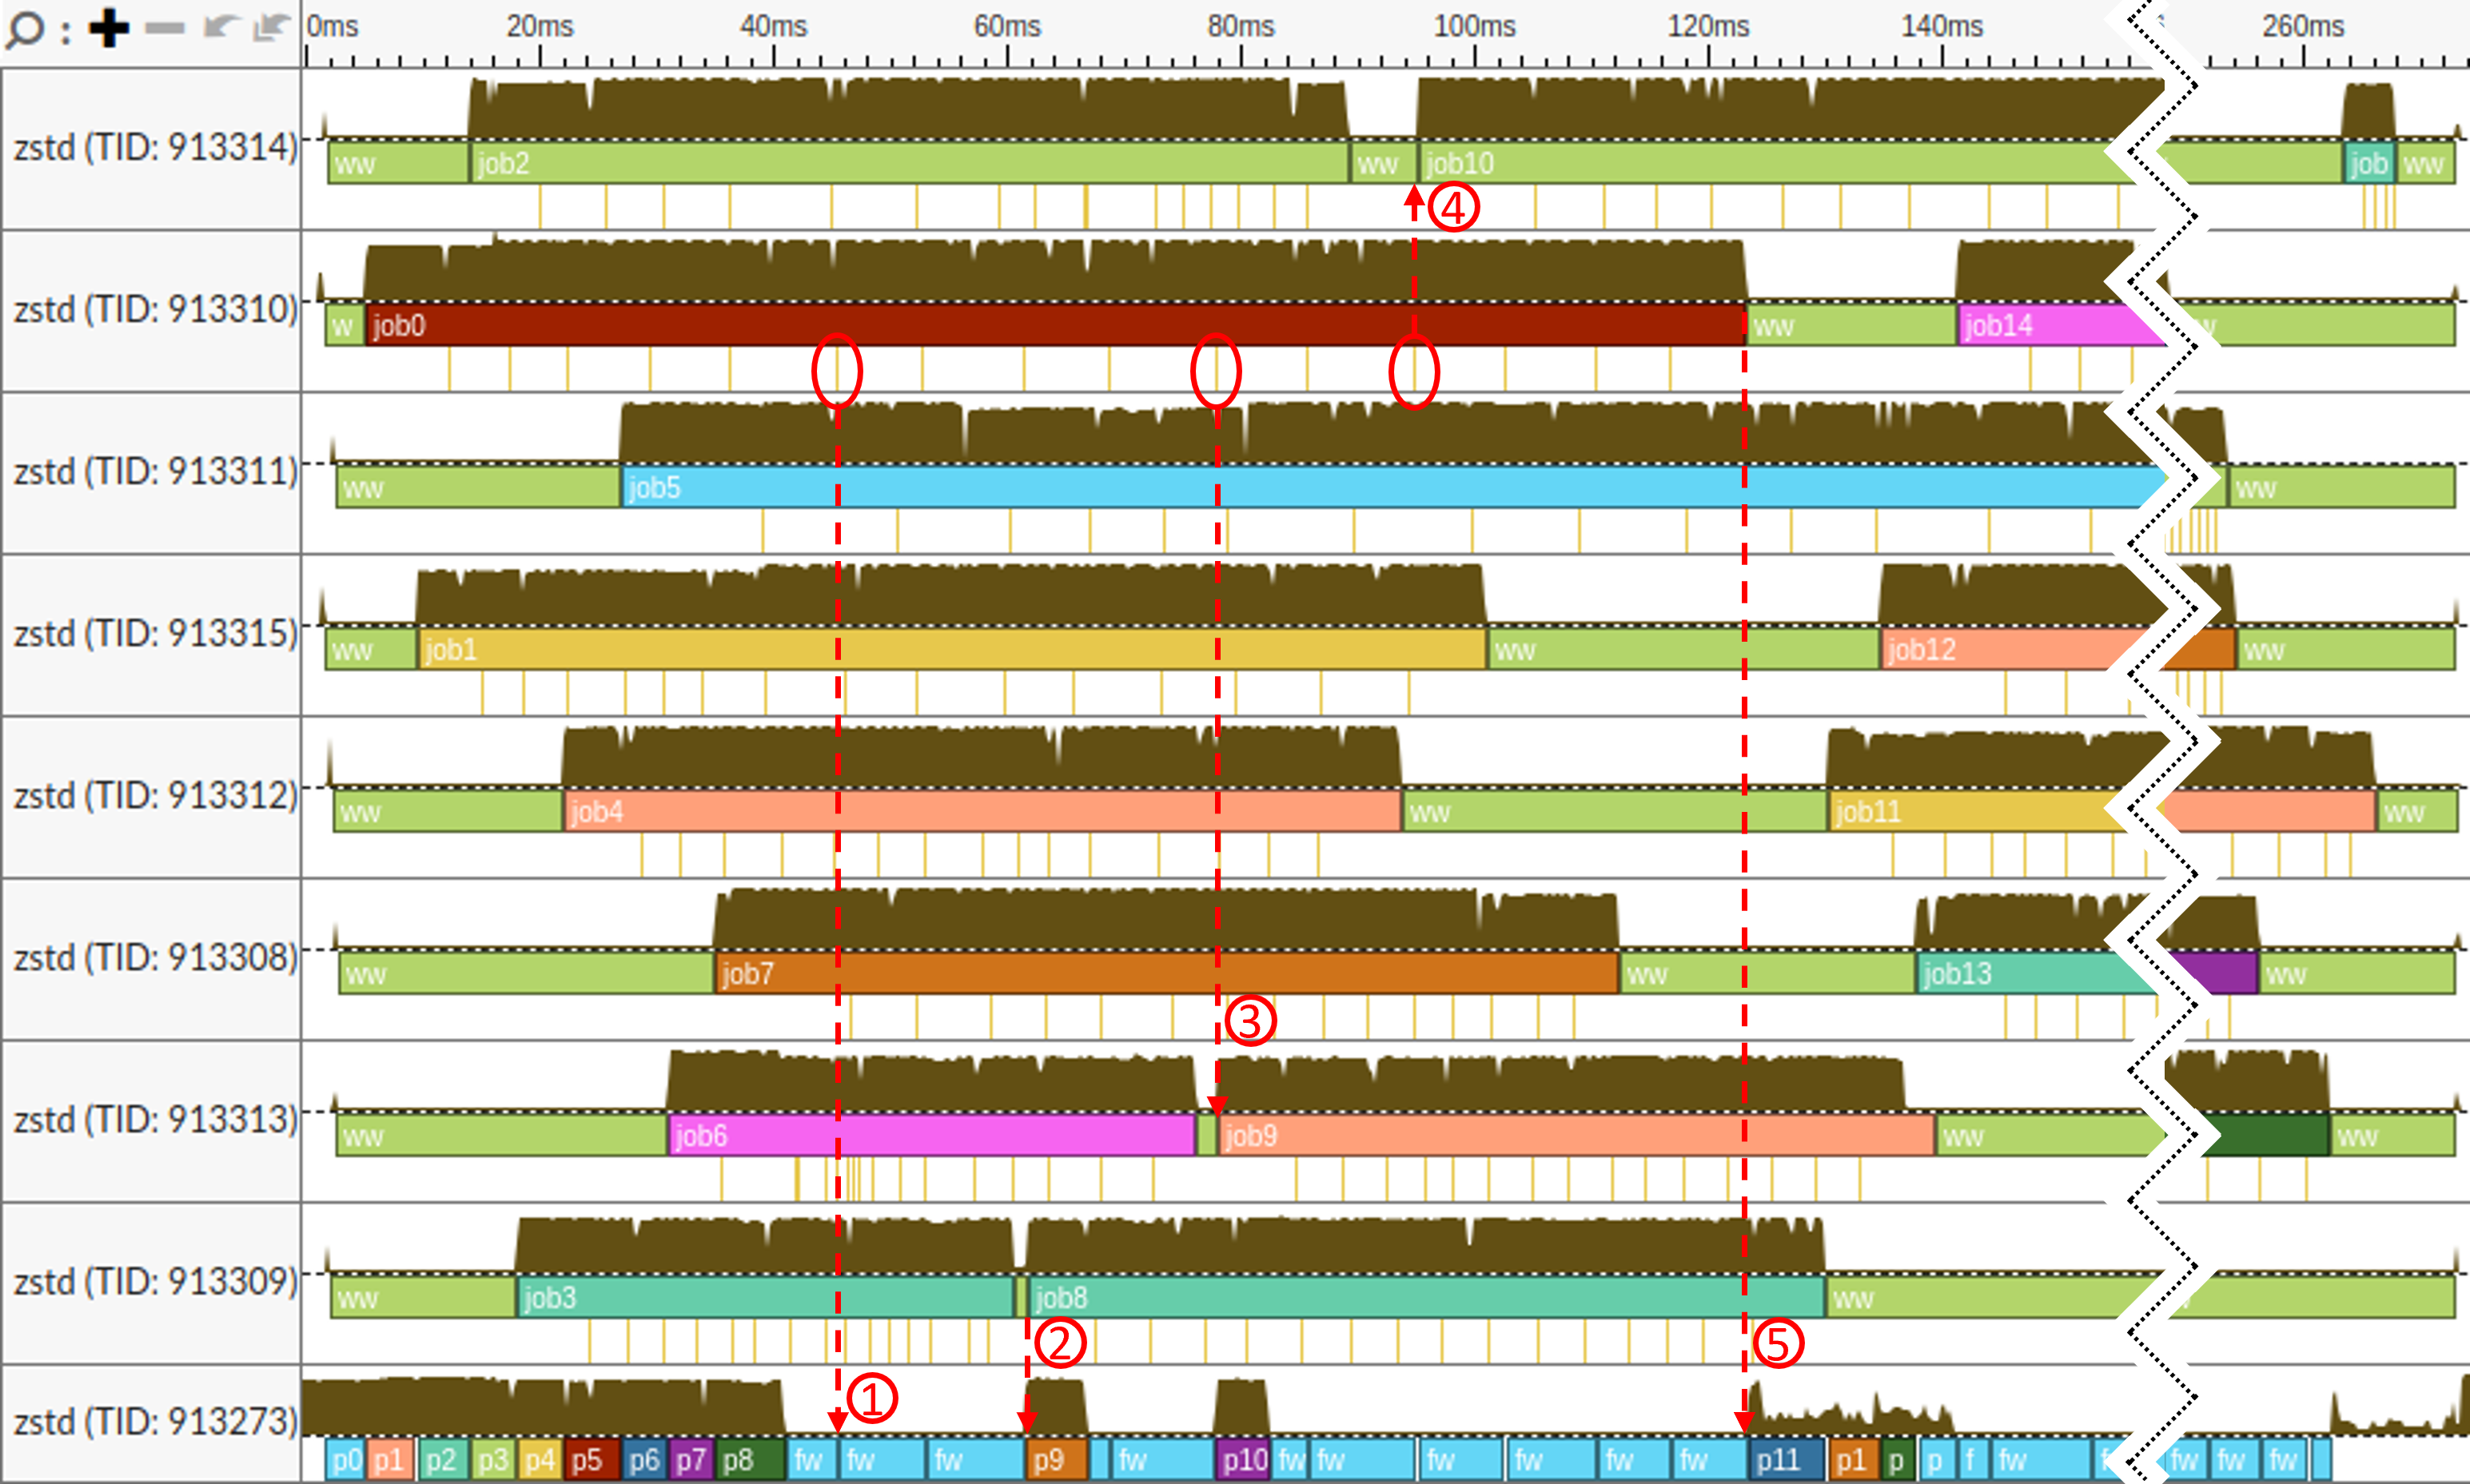 : 0ms 20ms 40ms 60ms 80ms 100ms 120ms 140ms 260ms
zstd (TID: 913314) ww job2 ww job10 job ww
④
zstd (TID: 913310) w job0 ww job14
zstd (TID: 913311) ww job5 ww
zstd (TID: 913315) ww job1 ww job12 ww
zstd (TID: 913312) ww job4 ww job11 ww
zstd (TID: 913308) ww job7 ww job13 ww
③
zstd (TID: 913313) ww job6 job9 ww ww
zstd (TID: 913309) ww job3 job8 ww
② ⑤
①
zstd (TID: 913273) p0 p1 p2 p3 p4 p5 p6 p7 p8 fw fw fw p9 fw p10 fw fw fw fw fw fw p11 p1 p p f fw fw fw fw